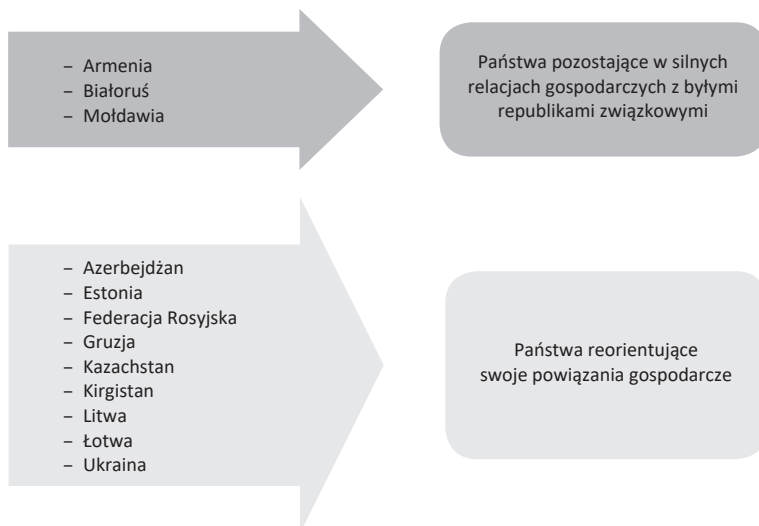 – Armenia
– Białoruś
– Mołdawia
Państwa pozostające w silnych
relacjach gospodarczych z byłymi
republikami związkowymi
– Azerbejdżan
– Estonia
– Federacja Rosyjska
– Gruzja
– Kazachstan
– Kirgistan
– Litwa
– Łotwa
– Ukraina
Państwa reorientujące
swoje powiązania gospodarcze